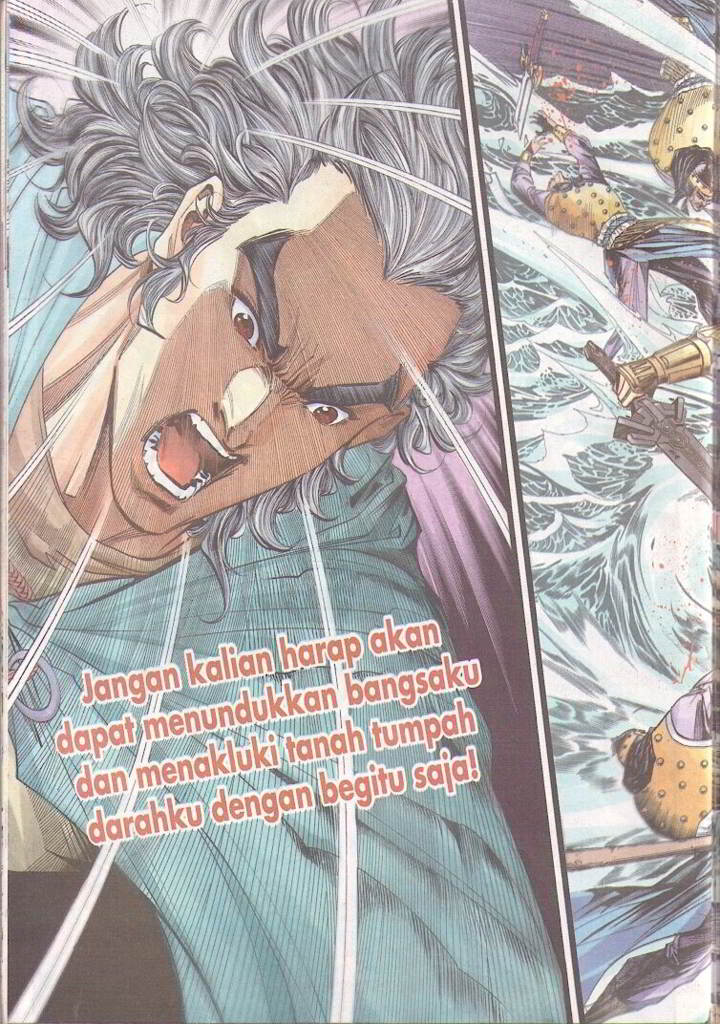 Jangan kalian harap akan
dapat menundukkan bangsaku
dan menakluki tanah tumpah
darahku dengan begitu saja!